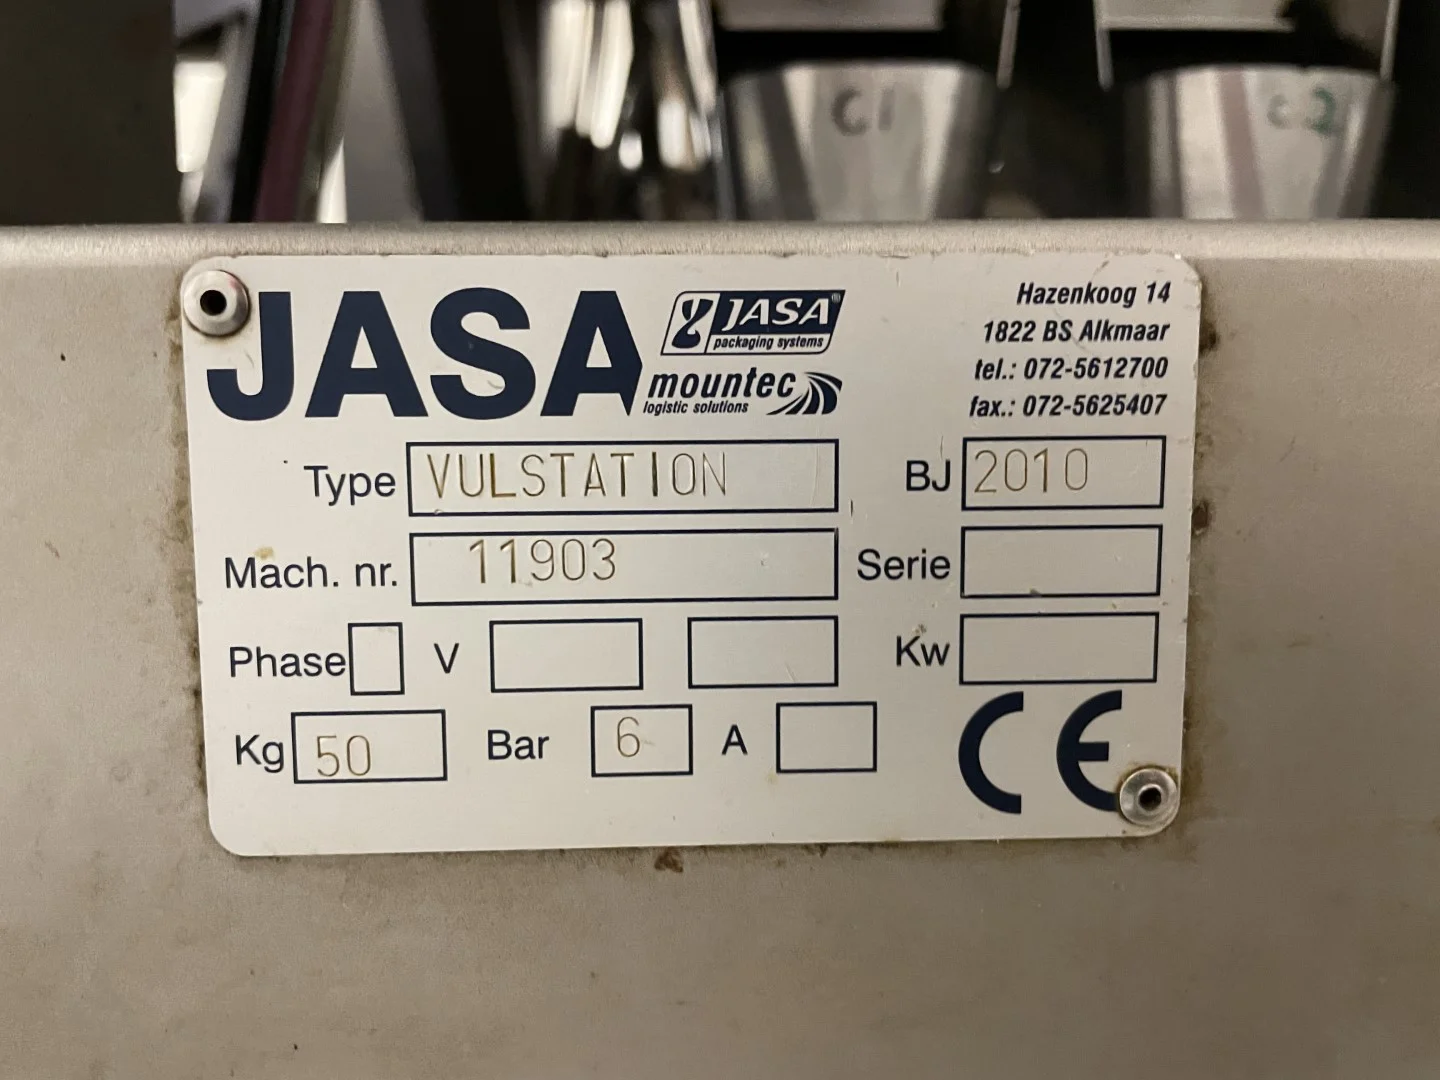 C1
C2
JASA
JASA®
packaging systems
mountec
logistic solutions
Hazenkoog 14
1822 BS Alkmaar
tel.: 072-5612700
fax.: 072-5625407
Type VULSTATION BJ 2010
Mach. nr. 11903 Serie
Phase V Kw
Kg 50 Bar 6 A
CE